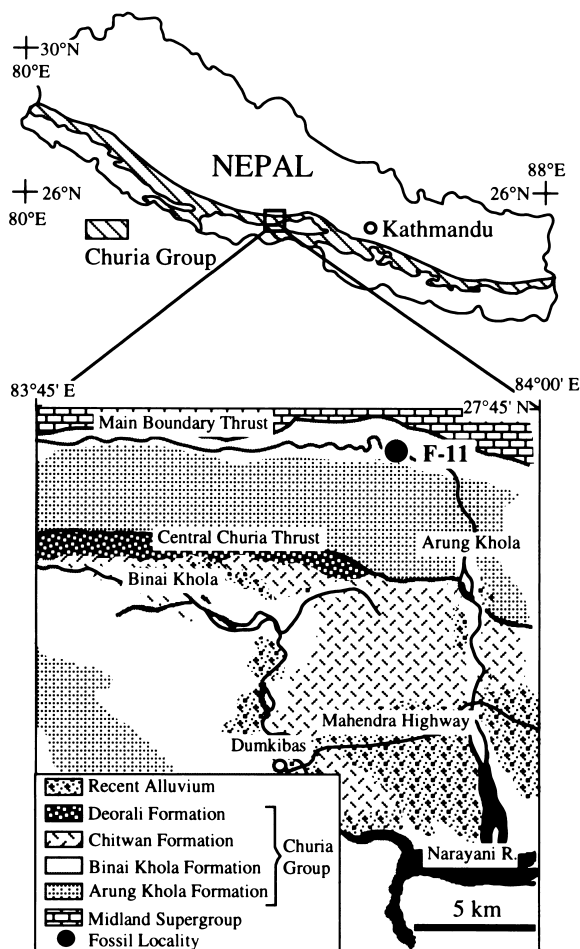 30°N
80°E
NEPAL
88°E
26°N
26°N
80°E
Kathmandu
Churia Group
83°45' E
84°00' E
27°45' N
Main Boundary Thrust
F-11
Central Churia Thrust
Arung Khola
Binai Khola
Mahendra Highway
Dumkibas
Recent Alluvium
Deorali Formation
Chitwan Formation
Churia
Group
Binai Khola Formation
Narayani R.
Arung Khola Formation
Midland Supergroup
5 km
Fossil Locality